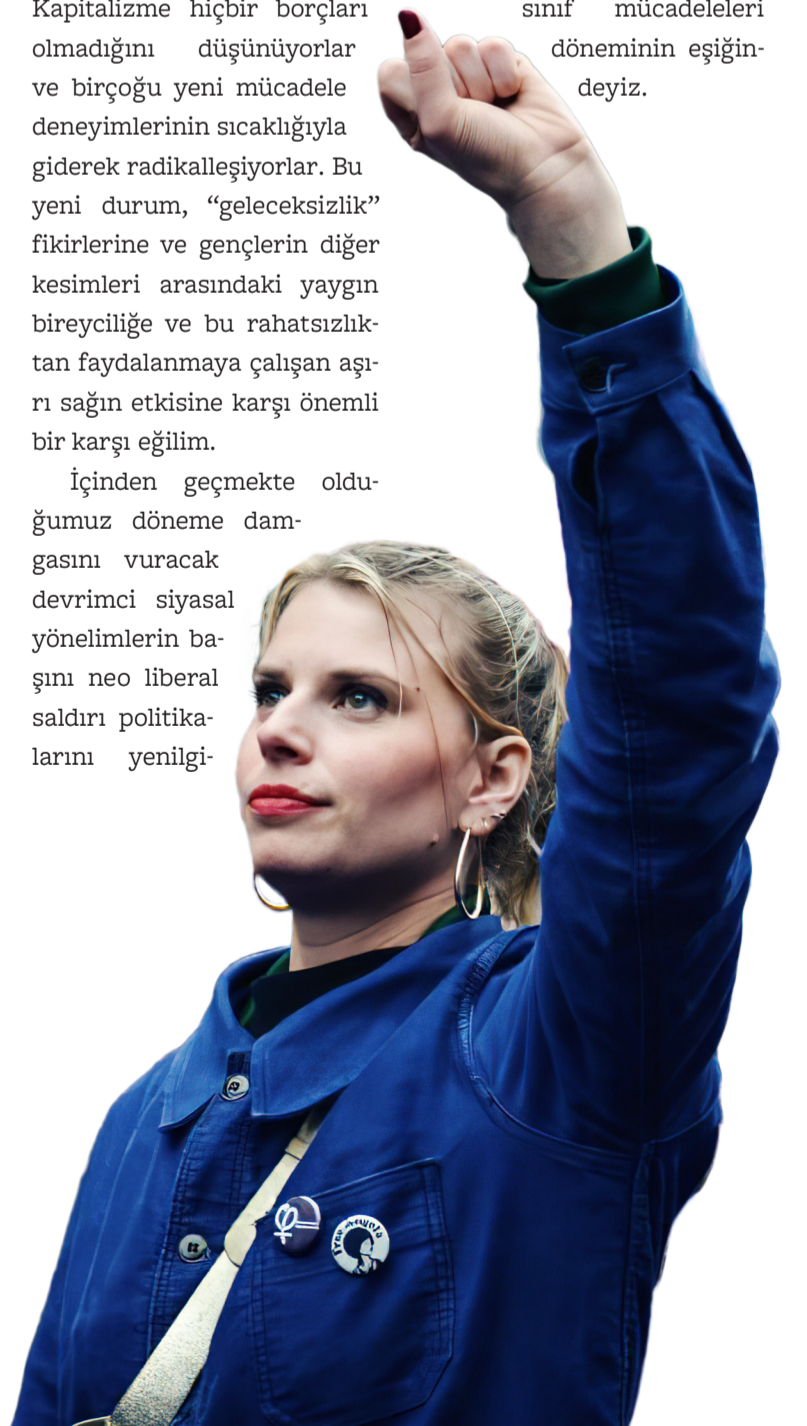 Kapitalizme hiçbir borçları
olmadığını düşünüyorlar
ve birçoğu yeni mücadele
deneyimlerinin sıcaklığıyla
giderek radikalleşiyorlar. Bu
yeni durum, “geleceksizlik”
fikirlerine ve gençlerin diğer
kesimleri arasındaki yaygın
bireyciliğe ve bu rahatsızlık-
tan faydalanmaya çalışan aşı-
rı sağın etkisine karşı önemli
bir karşı eğilim.
İçinden geçmekte oldu-
ğumuz döneme dam-
gasını vuracak
devrimci siyasal
yönelimlerin ba-
şını neo liberal
saldırı politika-
larını yenilgi-
sınıf mücadeleleri
döneminin eşiğin-
deyiz.